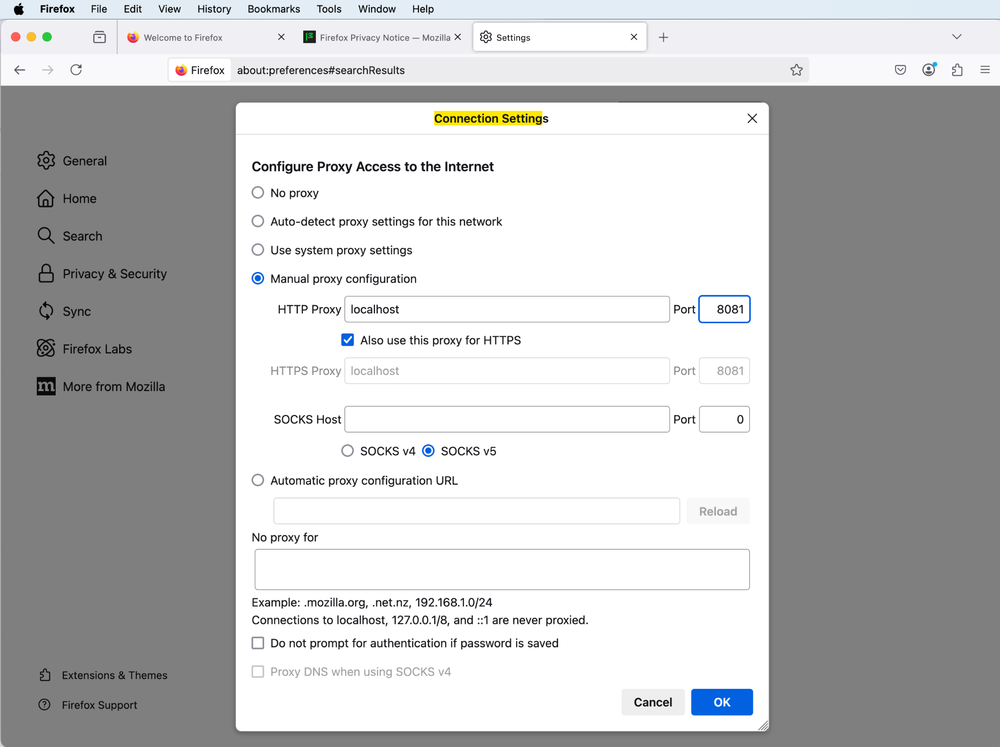 Firefox File Edit View History Bookmarks Tools Window Help
Welcome to Firefox Firefox Privacy Notice — Mozilla Settings
Firefox about:preferences#searchResults
Connection Settings
General
Home
Search
Privacy & Security
Sync
Firefox Labs
More from Mozilla
Extensions & Themes
Firefox Support
Configure Proxy Access to the Internet
No proxy
Auto-detect proxy settings for this network
Use system proxy settings
Manual proxy configuration
HTTP Proxy localhost Port 8081
Also use this proxy for HTTPS
HTTPS Proxy localhost Port 8081
SOCKS Host Port 0
SOCKS v4 SOCKS v5
Automatic proxy configuration URL
Reload
No proxy for
Example: .mozilla.org, .net.nz, 192.168.1.0/24
Connections to localhost, 127.0.0.1/8, and ::1 are never proxied.
Do not prompt for authentication if password is saved
Proxy DNS when using SOCKS v4
Cancel OK